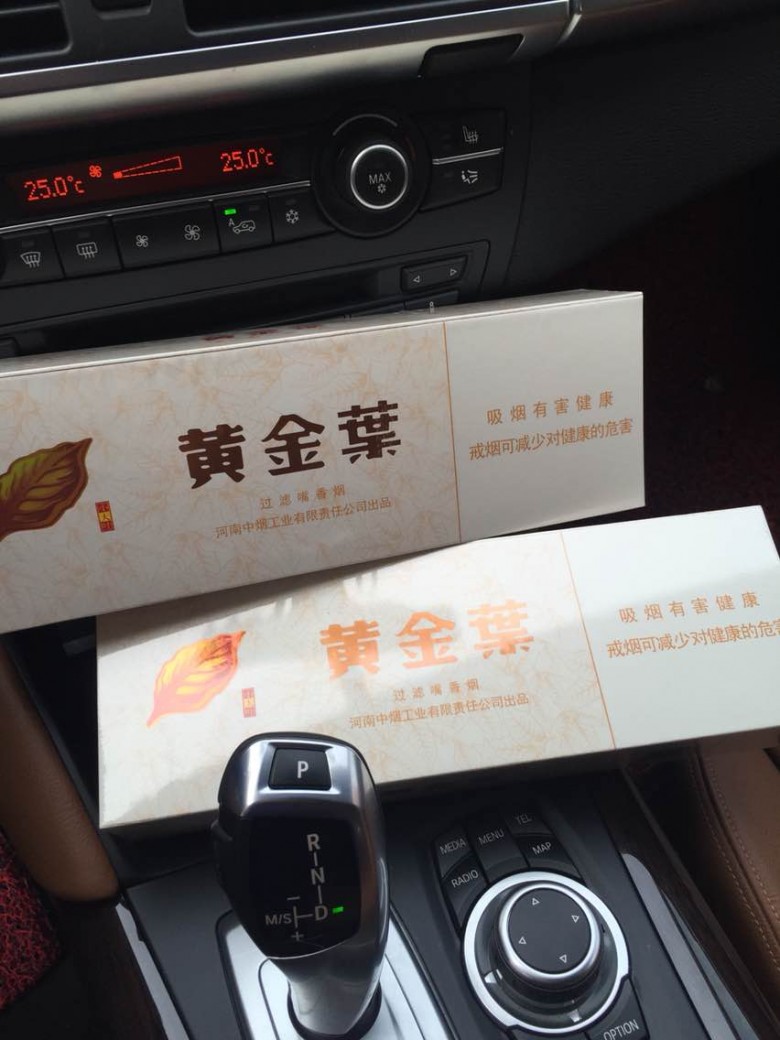 25.0°c
25.0°c
MAX
A
黄金葉
过滤嘴香烟
河南中烟工业有限责任公司出品
吸烟有害健康
戒烟可减少对健康的危害
黄金葉
过滤嘴香烟
河南中烟工业有限责任公司出品
吸烟有害健康
戒烟可减少对健康的危害
P
R
N
M/S D
+
MEDIA MENU TEL
RADIO MAP
OPTION